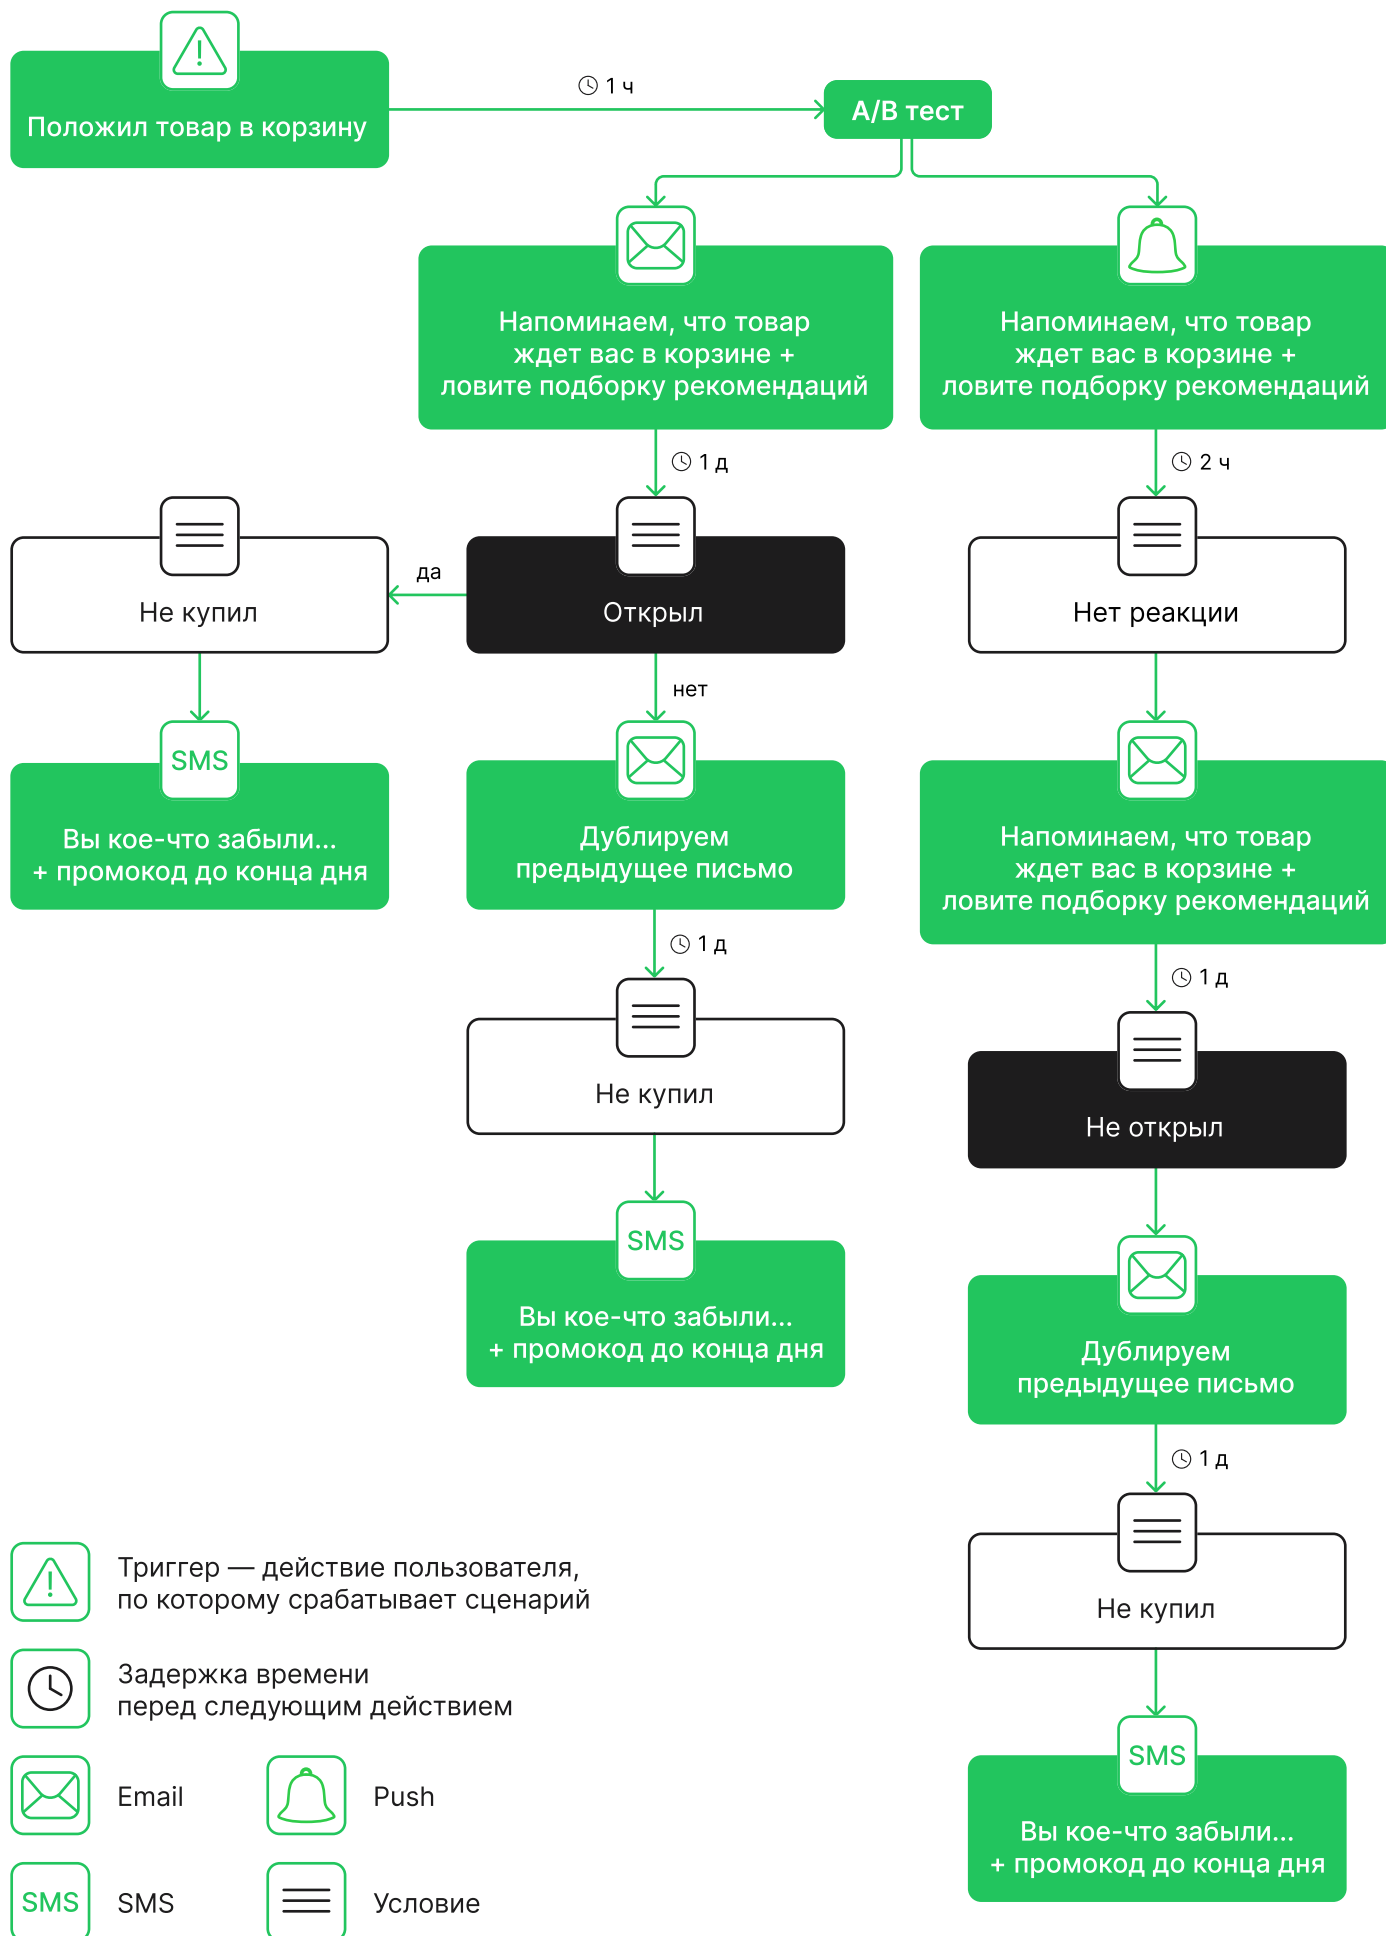 Положил товар в корзину
1 ч
A/B тест
Напоминаем, что товар
ждет вас в корзине +
ловите подборку рекомендаций
Напоминаем, что товар
ждет вас в корзине +
ловите подборку рекомендаций
1 д
2 ч
Не купил
да
Открыл
Нет реакции
нет
SMS
Вы кое-что забыли...
+ промокод до конца дня
Дублируем
предыдущее письмо
Напоминаем, что товар
ждет вас в корзине +
ловите подборку рекомендаций
1 д
1 д
Не купил
Не открыл
SMS
Вы кое-что забыли...
+ промокод до конца дня
Дублируем
предыдущее письмо
1 д
Не купил
SMS
Вы кое-что забыли...
+ промокод до конца дня
Триггер — действие пользователя,
по которому срабатывает сценарий
Задержка времени
перед следующим действием
Email
Push
SMS
SMS
Условие